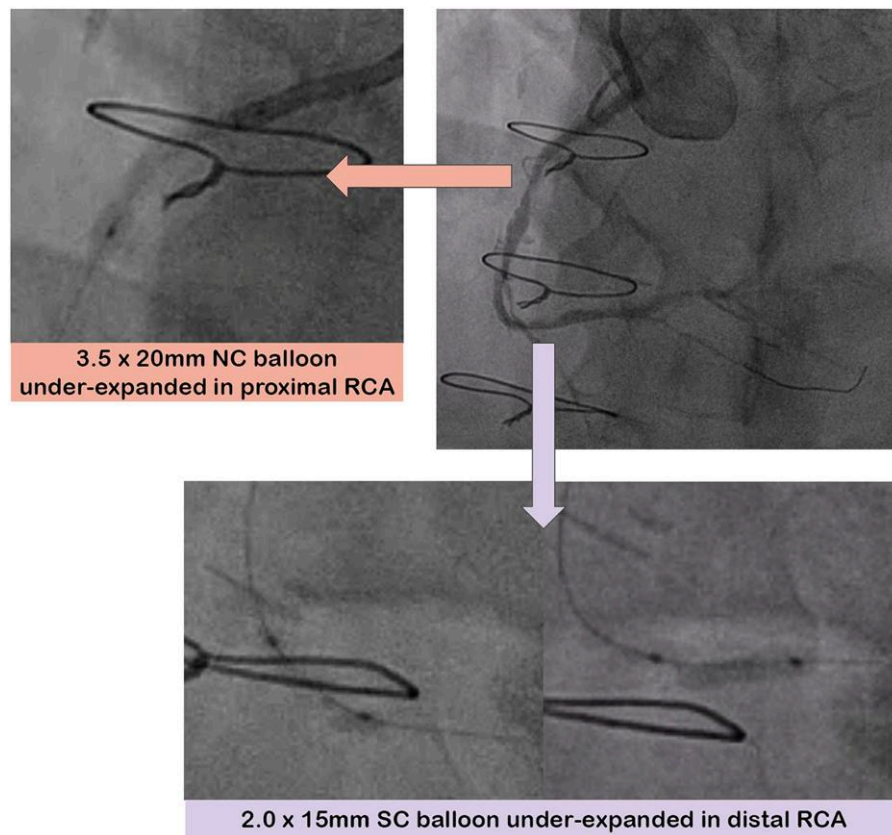 3.5 x 20mm NC balloon
under-expanded in proximal RCA
2.0 x 15mm SC balloon under-expanded in distal RCA